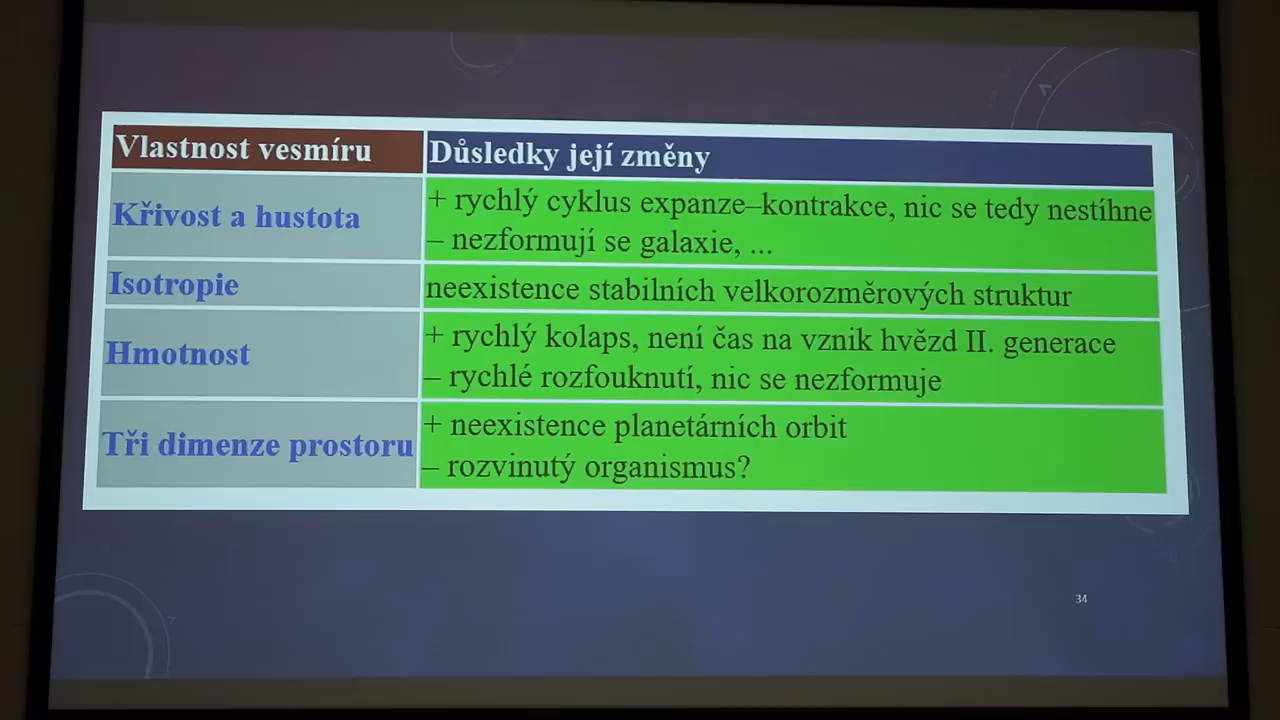 Vlastnost vesmíru
Důsledky její změny
Křivost a hustota
+ rychlý cyklus expanze–kontrakce, nic se tedy nestíhne
– nezformují se galaxie, ...
Isotropie
neexistence stabilních velkorozměrových struktur
Hmotnost
+ rychlý kolaps, není čas na vznik hvězd II. generace
– rychlé rozfouknutí, nic se nezformuje
Tři dimenze prostoru
+ neexistence planetárních orbit
– rozvinutý organismus?
34